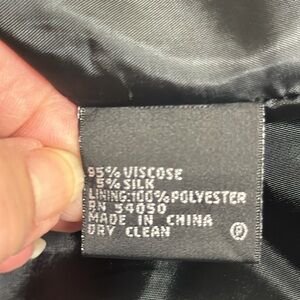 95% VISCOSE
5% SILK
LINING:100% POLYESTER
RN 54050
MADE IN CHINA
DRY CLEAN
P